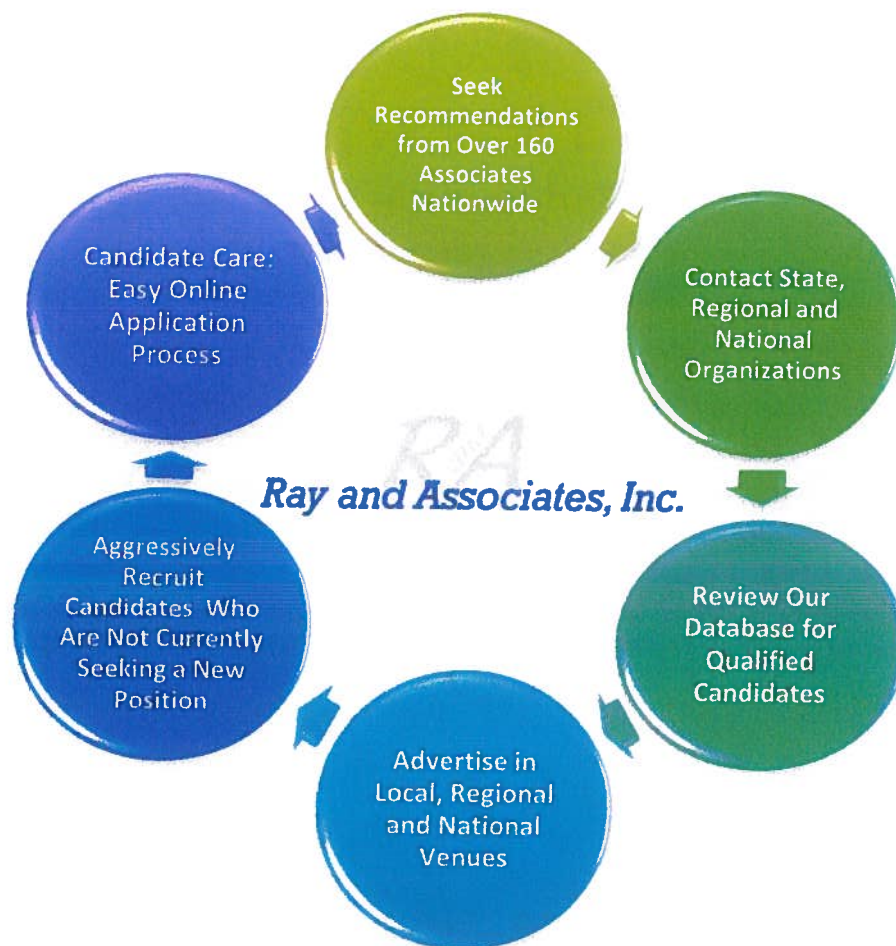 Seek
Recommendations
from Over 160
Associates
Nationwide
Contact State,
Regional and
National
Organizations
Review Our
Database for
Qualified
Candidates
Advertise in
Local, Regional
and National
Venues
Aggressively
Recruit
Candidates Who
Are Not Currently
Seeking a New
Position
Candidate Care:
Easy Online
Application
Process
RA
Ray and Associates, Inc.